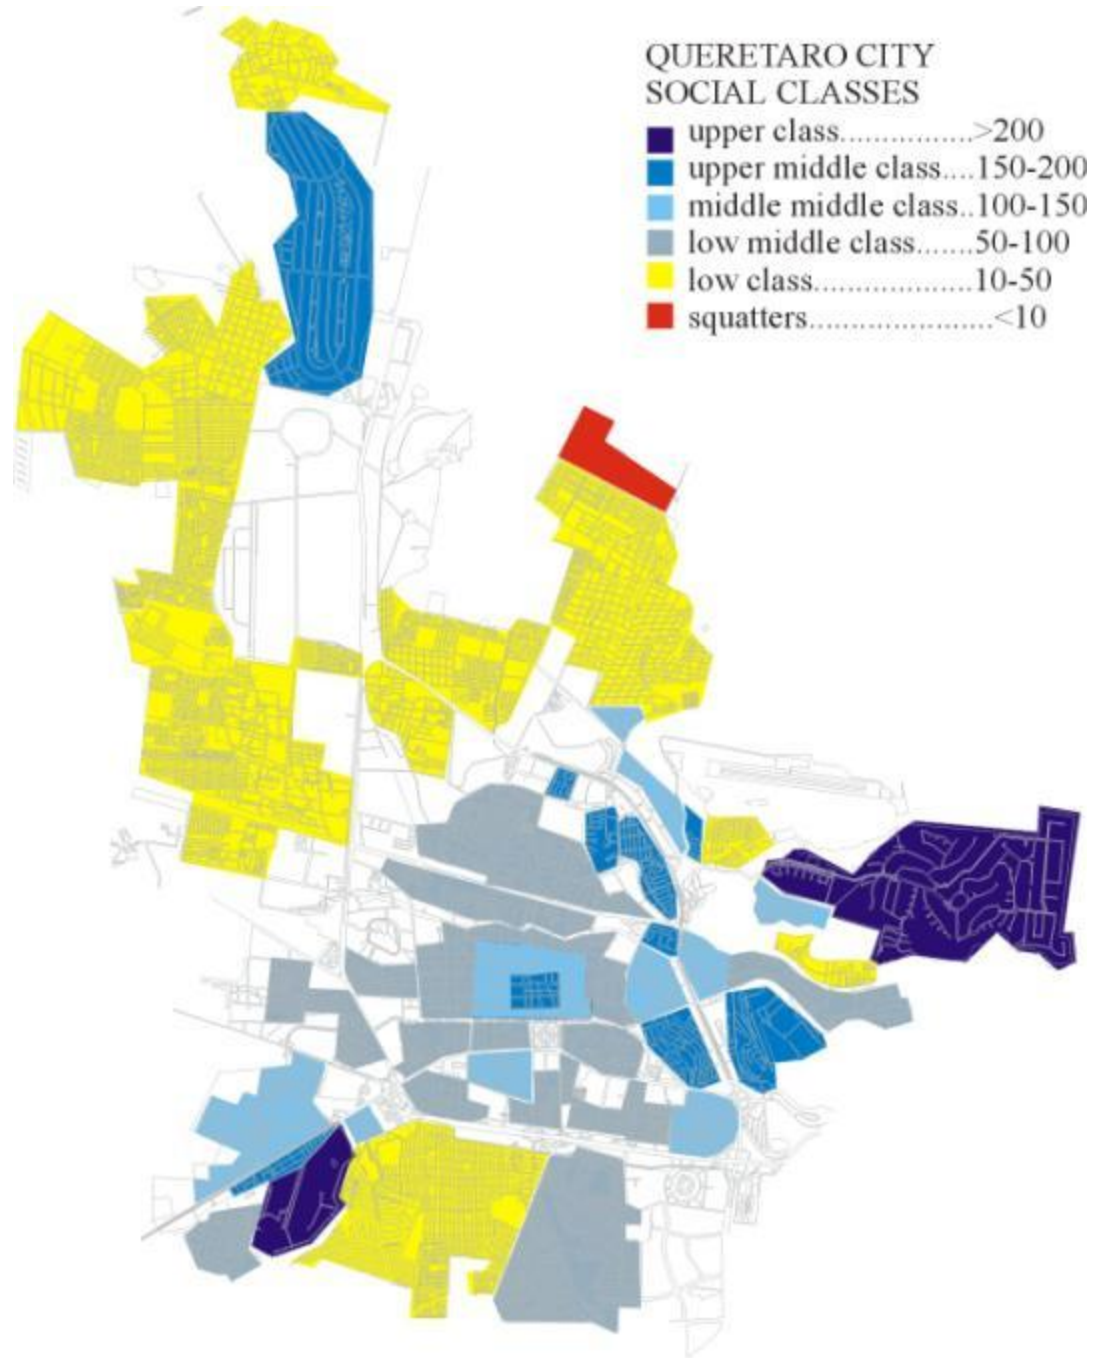 QUERETARO CITY
SOCIAL CLASSES
upper class................>200
upper middle class....150-200
middle middle class..100-150
low middle class.......50-100
low class...................10-50
squatters......................<10